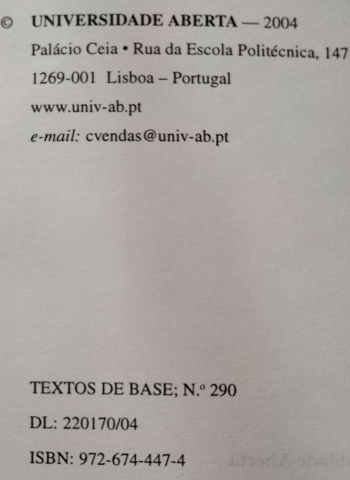 © UNIVERSIDADE ABERTA — 2004
Palácio Ceia • Rua da Escola Politécnica, 147
1269-001 Lisboa – Portugal
www.univ-ab.pt
e-mail: cvendas@univ-ab.pt
TEXTOS DE BASE; N.º 290
DL: 220170/04
ISBN: 972-674-447-4